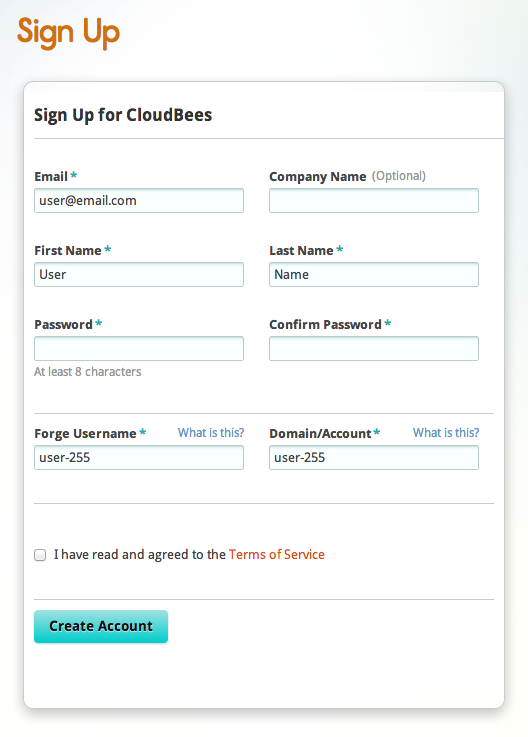 Sign Up
Sign Up for CloudBees
Email * Company Name (Optional)
user@email.com
First Name * Last Name *
User Name
Password * Confirm Password *
At least 8 characters
Forge Username * What is this? Domain/Account * What is this?
user-255 user-255
I have read and agreed to the Terms of Service
Create Account